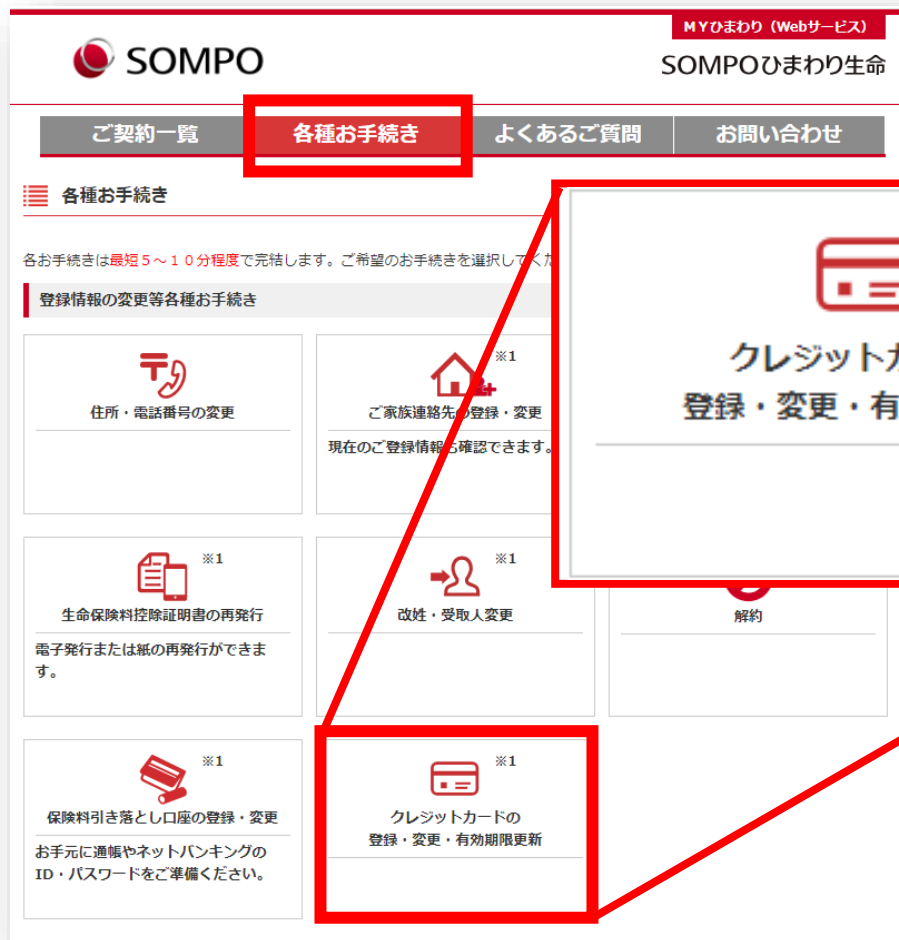 MYひまわり（Webサービス）
SOMPO
SOMPOひまわり生命
ご契約一覧
各種お手続き
よくあるご質問
お問い合わせ
各種お手続き
各お手続きは最短５～１０分程度で完結します。ご希望のお手続きを選択してくだ
登録情報の変更等各種お手続き
住所・電話番号の変更
※1
ご家族連絡先の登録・変更
現在のご登録情報も確認できます。
クレジットカ
登録・変更・有
※1
生命保険料控除証明書の再発行
電子発行または紙の再発行ができま
す。
※1
改姓・受取人変更
解約
※1
保険料引き落とし口座の登録・変更
お手元に通帳やネットバンキングの
ID・パスワードをご準備ください。
※1
クレジットカードの
登録・変更・有効期限更新